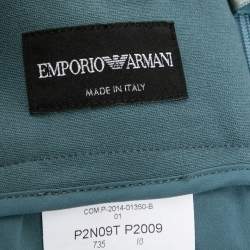 EMPORIO ARMANI
MADE IN ITALY
COM.P-2014-01350-B
01
P2N09T P2009
735 10